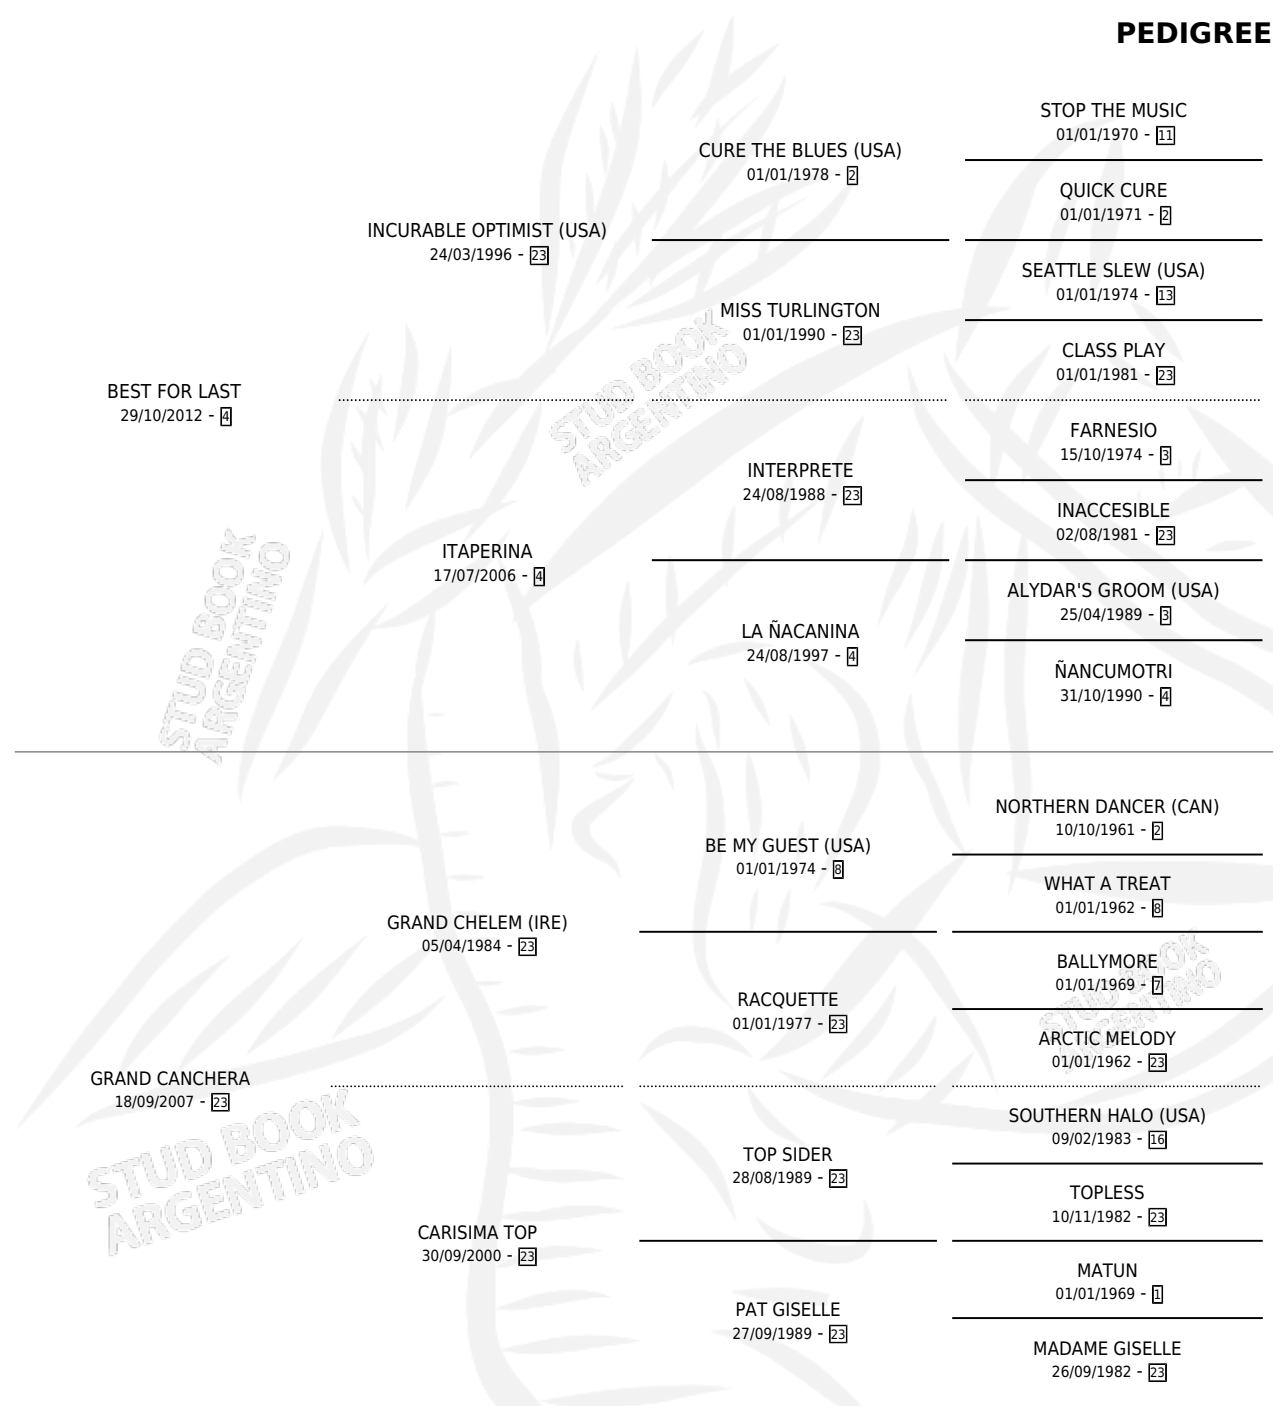 PEDIGREE
STOP THE MUSIC
01/01/1970 - 11
CURE THE BLUES (USA)
01/01/1978 - 2
QUICK CURE
01/01/1971 - 2
INCURABLE OPTIMIST (USA)
24/03/1996 - 23
SEATTLE SLEW (USA)
01/01/1974 - 13
MISS TURLINGTON
01/01/1990 - 23
CLASS PLAY
01/01/1981 - 23
BEST FOR LAST
29/10/2012 - 4
FARNESIO
15/10/1974 - 3
INTERPRETE
24/08/1988 - 23
INACCESIBLE
02/08/1981 - 23
ITAPERINA
17/07/2006 - 4
ALYDAR'S GROOM (USA)
25/04/1989 - 3
LA ÑACANINA
24/08/1997 - 4
ÑANCUMOTRI
31/10/1990 - 4
NORTHERN DANCER (CAN)
10/10/1961 - 2
BE MY GUEST (USA)
01/01/1974 - 8
WHAT A TREAT
01/01/1962 - 8
GRAND CHELEM (IRE)
05/04/1984 - 23
BALLYMORE
01/01/1969 - 7
RACQUETTE
01/01/1977 - 23
ARCTIC MELODY
01/01/1962 - 23
GRAND CANCHERA
18/09/2007 - 23
SOUTHERN HALO (USA)
09/02/1983 - 16
TOP SIDER
28/08/1989 - 23
TOPLESS
10/11/1982 - 23
CARISIMA TOP
30/09/2000 - 23
MATUN
01/01/1969 - 1
PAT GISELLE
27/09/1989 - 23
MADAME GISELLE
26/09/1982 - 23
STUD BOOK
ARGENTINO
STUD BOOK
ARGENTINO
STUD BOOK
ARGENTINO
STUD BOOK
ARGENTINO